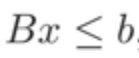 Bx ≤ b,